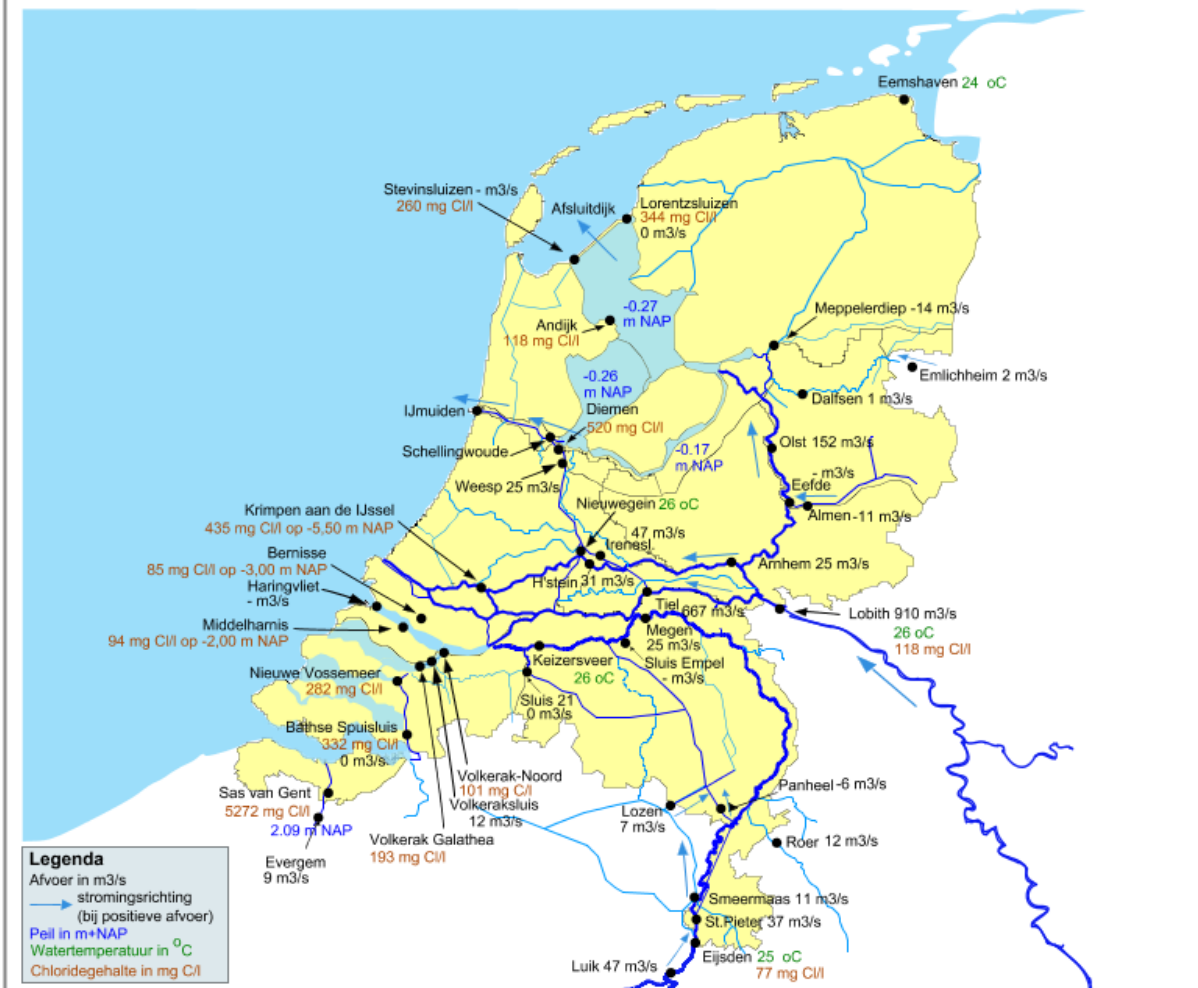 Eemshaven 24 oC
Stevinsluizen - m3/s
260 mg Cl/l
Afsluitdijk
Lorentzsluizen
344 mg Cl/l
0 m3/s
-0.27
m NAP
Meppelerdiep -14 m3/s
Andijk
118 mg Cl/l
Emlichheim 2 m3/s
-0.26
m NAP
Dalfsen 1 m3/s
IJmuiden
Diemen
520 mg Cl/l
Schellingwoude
-0.17
m NAP
Olst 152 m3/s
- m3/s
Weesp 25 m3/s
Eefde
Nieuwegein 26 oC
Almen -11 m3/s
Krimpen aan de IJssel
435 mg Cl/l op -5,50 m NAP
47 m3/s
Irenesl.
Bernisse
85 mg Cl/l op -3,00 m NAP
H'stein 31 m3/s
Arnhem 25 m3/s
Haringvliet
- m3/s
Tiel 667 m3/s
Lobith 910 m3/s
26 oC
118 mg Cl/l
Middelharnis
94 mg Cl/l op -2,00 m NAP
Megen
25 m3/s
Keizersveer
26 oC
Sluis Empel
- m3/s
Nieuwe Vossemeer
282 mg Cl/l
Sluis 21
0 m3/s
Bathse Spuisluis
332 mg Cl/l
0 m3/s
Volkerak-Noord
101 mg C/l
Panheel -6 m3/s
Sas van Gent
5272 mg Cl/l
Volkeraksluis
12 m3/s
Lozen
7 m3/s
2.09 m NAP
Volkerak Galathea
193 mg Cl/l
Roer 12 m3/s
Evergem
9 m3/s
Smeermaas 11 m3/s
St.Pieter 37 m3/s
Eijsden 25 oC
77 mg Cl/l
Luik 47 m3/s
Legenda
Afvoer in m3/s
stromingsrichting
(bij positieve afvoer)
Peil in m+NAP
Watertemperatuur in °C
Chloridegehalte in mg C/l